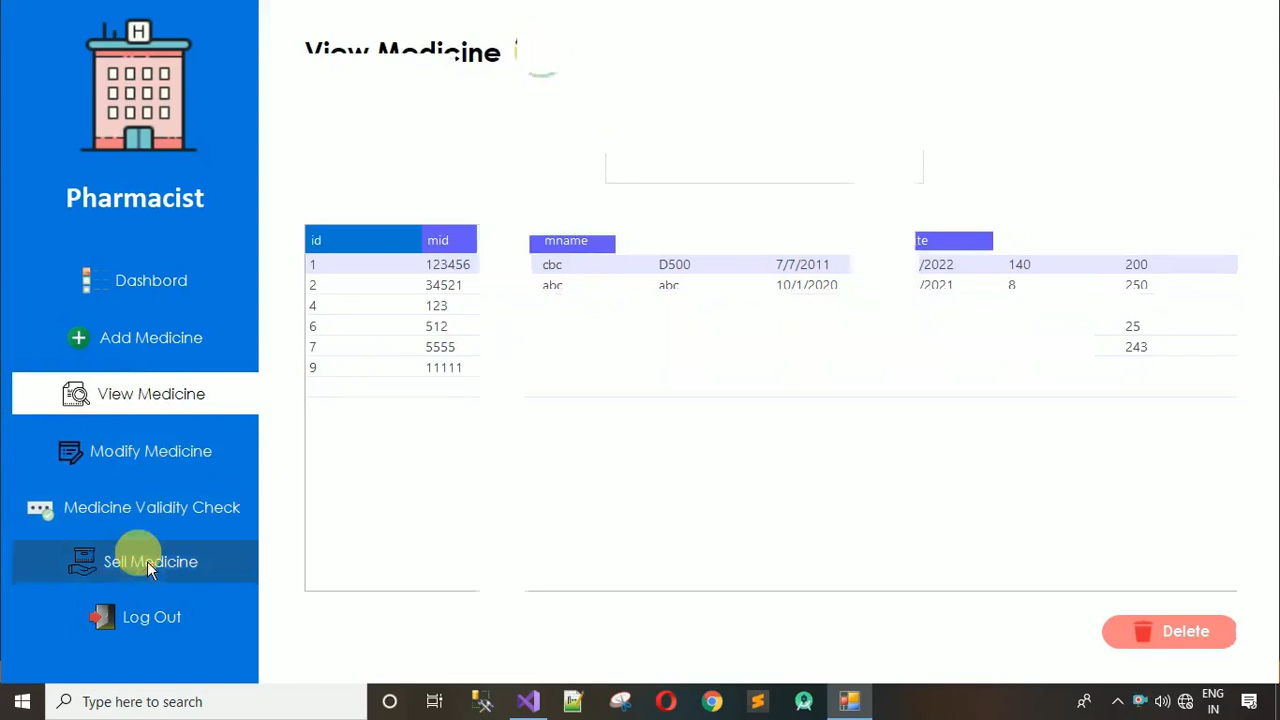 H
Pharmacist
Dashbord
Add Medicine
View Medicine
Modify Medicine
Medicine Validity Check
Sell Medicine
Log Out
View Medicine
id mid mname te
1 123456 cbc D500 7/7/2011 /2022 140 200
2 34521 abc abc 10/1/2020 /2021 8 250
4 123
6 512 25
7 5555 243
9 11111
Delete
Type here to search
ENG
IN